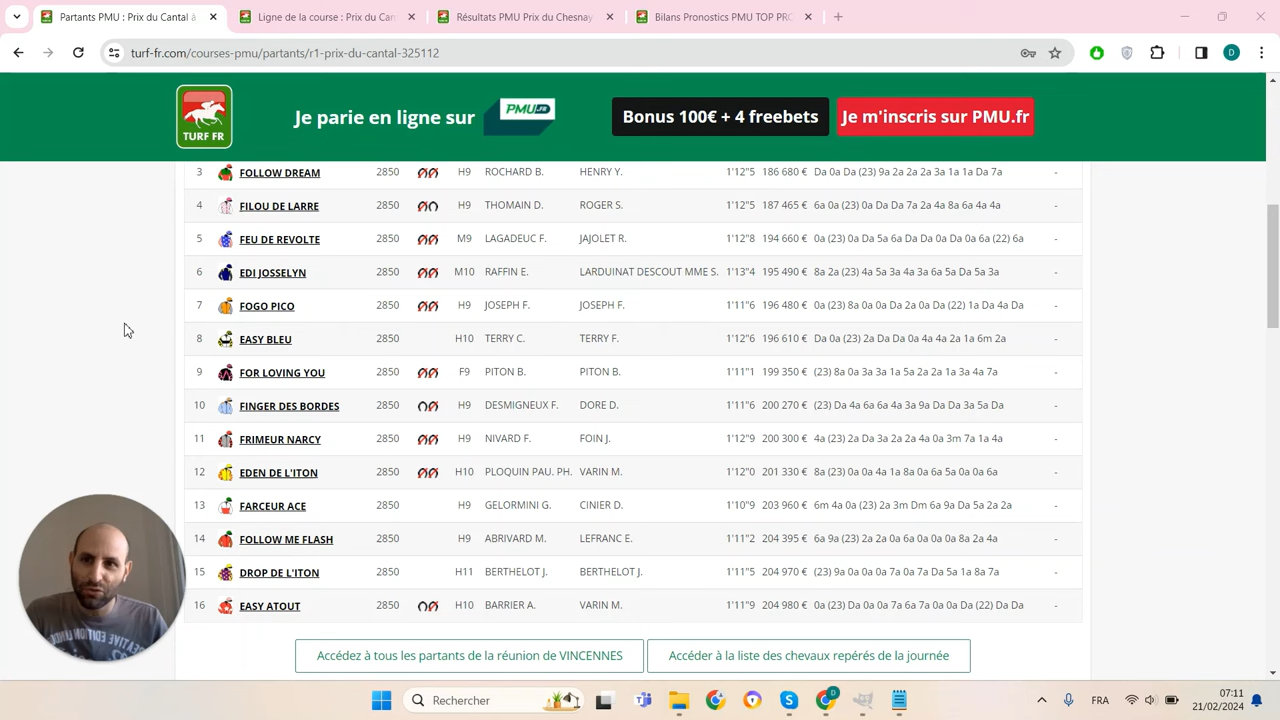 Partants PMU : Prix du Cantal à
Ligne de la course : Prix du Can
Résultats PMU Prix du Chesnay
Bilans Pronostics PMU TOP PRO
turf-fr.com/courses-pmu/partants/r1-prix-du-cantal-325112
D
TURF FR
Je parie en ligne sur
PMU.FR
Bonus 100€ + 4 freebets
Je m'inscris sur PMU.fr
3 FOLLOW DREAM 2850 H9 ROCHARD B. HENRY Y. 1'12"5 186 680 € Da 0a Da (23) 9a 2a 2a 2a 3a 1a 1a Da 7a -
4 FILOU DE LARRE 2850 H9 THOMAIN D. ROGER S. 1'12"5 187 465 € 6a 0a (23) 0a Da Da 7a 2a 4a 8a 6a 4a 4a -
5 FEU DE REVOLTE 2850 M9 LAGADEUC F. JAJOLET R. 1'12"8 194 660 € 0a (23) 0a Da 5a 6a Da Da 0a Da 0a 6a (22) 6a -
6 EDI JOSSELYN 2850 M10 RAFFIN E. LARDUINAT DESCOUT MME S. 1'13"4 195 490 € 8a 2a (23) 4a 5a 3a 4a 3a 5a 5a Da 5a 3a -
7 FOGO PICO 2850 H9 JOSEPH F. JOSEPH F. 1'11"6 196 480 € 0a (23) 8a 0a 0a Da 2a 0a Da (22) 1a Da 4a Da -
8 EASY BLEU 2850 H10 TERRY C. TERRY F. 1'12"6 196 610 € Da 0a (23) 2a Da Da 0a 4a 4a 2a 1a 6m 2a -
9 FOR LOVING YOU 2850 F9 PITON B. PITON B. 1'11"1 199 350 € (23) 8a 0a 3a 3a 1a 5a 2a 2a 1a 3a 4a 7a -
10 FINGER DES BORDES 2850 H9 DESMIGNEUX F. DORE D. 1'11"6 200 270 € (23) Da 4a 6a 6a 4a 3a 9a Da Da 3a 5a Da -
11 FRIMEUR NARCY 2850 H9 NIVARD F. FOIN J. 1'12"9 200 300 € 4a (23) 2a Da 3a 2a 2a 4a 0a 3m 7a 1a 4a -
12 EDEN DE L'ITON 2850 H10 PLOQUIN PAU. PH. VARIN M. 1'12"0 201 330 € 8a (23) 0a 0a 4a 1a 8a 0a 6a 5a 0a 0a 6a -
13 FARCEUR ACE 2850 H9 GELORMINI G. CINIER D. 1'10"9 203 960 € 6m 4a 0a (23) 2a 3m Dm 6a 9a Da 5a 2a 2a -
14 FOLLOW ME FLASH 2850 H9 ABRIVARD M. LEFRANC E. 1'11"2 204 395 € 6a 9a (23) 2a 2a 0a 6a 0a 0a 0a 8a 2a 4a -
15 DROP DE L'ITON 2850 H11 BERTHELOT J. BERTHELOT J. 1'11"5 204 970 € (23) 9a 0a 0a 0a 7a 0a 7a Da 5a 1a 8a 7a -
16 EASY ATOUT 2850 H10 BARRIER A. VARIN M. 1'11"9 204 980 € 0a (23) Da 0a 0a 7a 6a 7a 0a 0a Da (22) Da Da -
Accédez à tous les partants de la réunion de VINCENNES
Accéder à la liste des chevaux repérés de la journée
Rechercher
FRA
07:11
21/02/2024